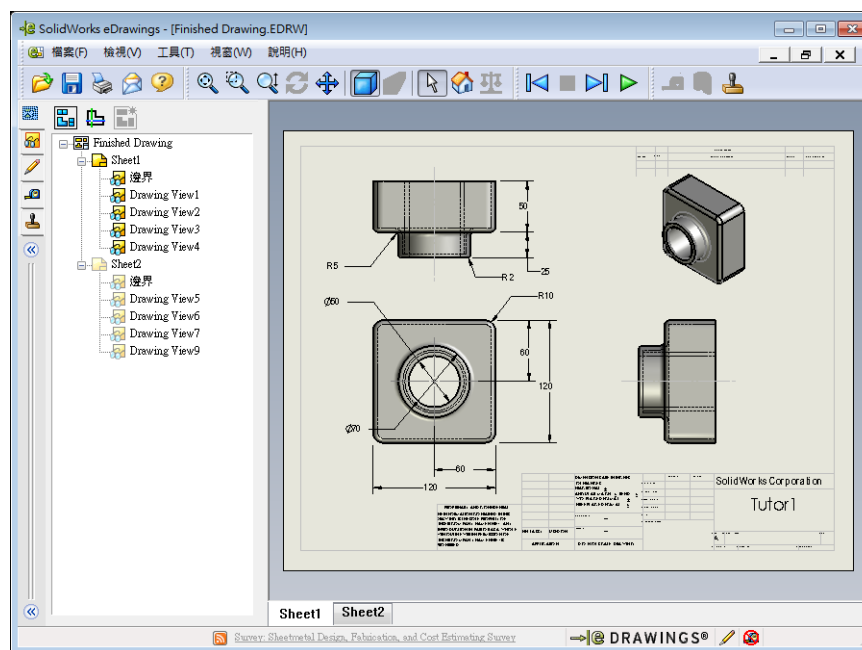 SolidWorks eDrawings - [Finished Drawing.EDRW]
檔案(F) 檢視(V) 工具(T) 視窗(W) 說明(H)
Finished Drawing
Sheet1
邊界
Drawing View1
Drawing View2
Drawing View3
Drawing View4
Sheet2
邊界
Drawing View5
Drawing View6
Drawing View7
Drawing View9
50
25
R5
R2
Ø60
R10
60
120
Ø70
60
120
SolidWorks Corporation
Tutor1
Sheet1 Sheet2
Survey: Sheetmetal Design, Fabrication, and Cost Estimating Survey
e DRAWINGS®